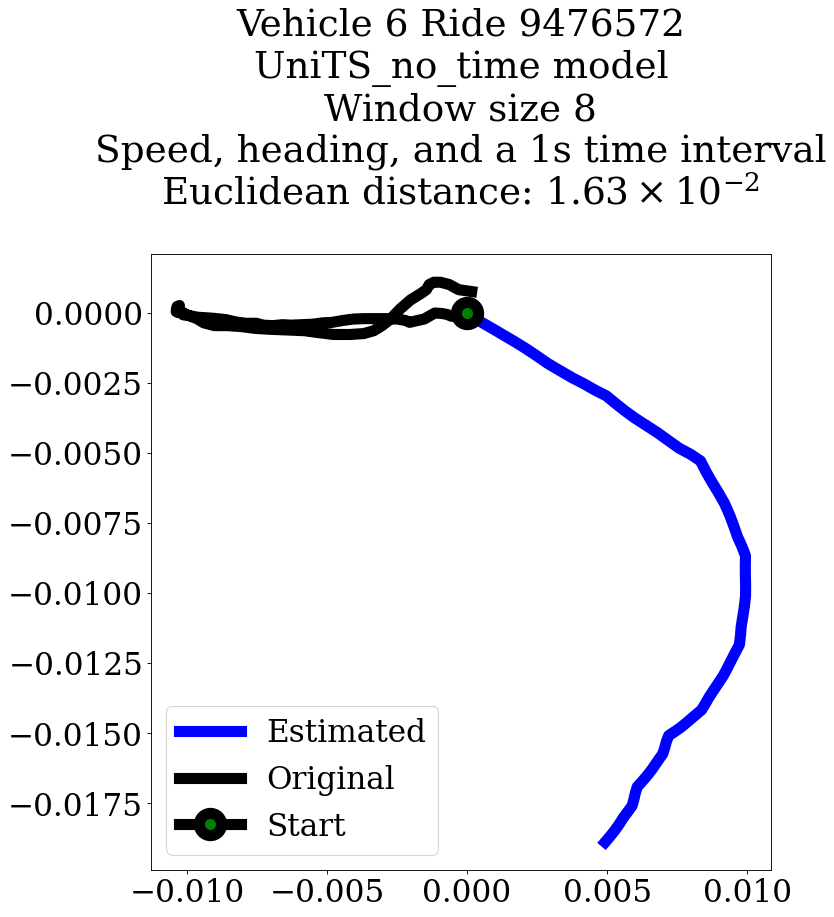 Vehicle 6 Ride 9476572
UniTS_no_time model
Window size 8
Speed, heading, and a 1s time interval
Euclidean distance: 1.63 × 10⁻²
0.0000
−0.0025
−0.0050
−0.0075
−0.0100
−0.0125
−0.0150
−0.0175
Estimated
Original
Start
−0.010 −0.005 0.000 0.005 0.010